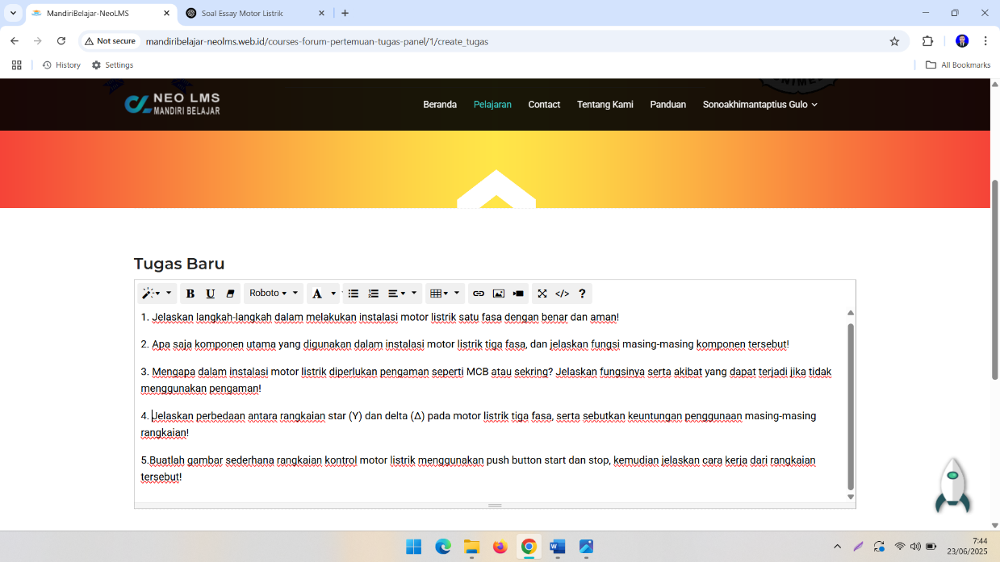 MandiriBelajar-NeoLMS
Soal Essay Motor Listrik
Not secure
mandiribelajar-neolms.web.id/courses-forum-pertemuan-tugas-panel/1/create_tugas
History
Settings
All Bookmarks
NEO LMS
MANDIRI BELAJAR
Beranda
Pelajaran
Contact
Tentang Kami
Panduan
Sonoakhimantaptius Gulo
Tugas Baru
B
U
Roboto
A
</>
?
1. Jelaskan langkah-langkah dalam melakukan instalasi motor listrik satu fasa dengan benar dan aman!
2. Apa saja komponen utama yang digunakan dalam instalasi motor listrik tiga fasa, dan jelaskan fungsi masing-masing komponen tersebut!
3. Mengapa dalam instalasi motor listrik diperlukan pengaman seperti MCB atau sekring? Jelaskan fungsinya serta akibat yang dapat terjadi jika tidak
menggunakan pengaman!
4. Jelaskan perbedaan antara rangkaian star (Y) dan delta (Δ) pada motor listrik tiga fasa, serta sebutkan keuntungan penggunaan masing-masing
rangkaian!
5.Buatlah gambar sederhana rangkaian kontrol motor listrik menggunakan push button start dan stop, kemudian jelaskan cara kerja dari rangkaian
tersebut!
7:44
23/06/2025